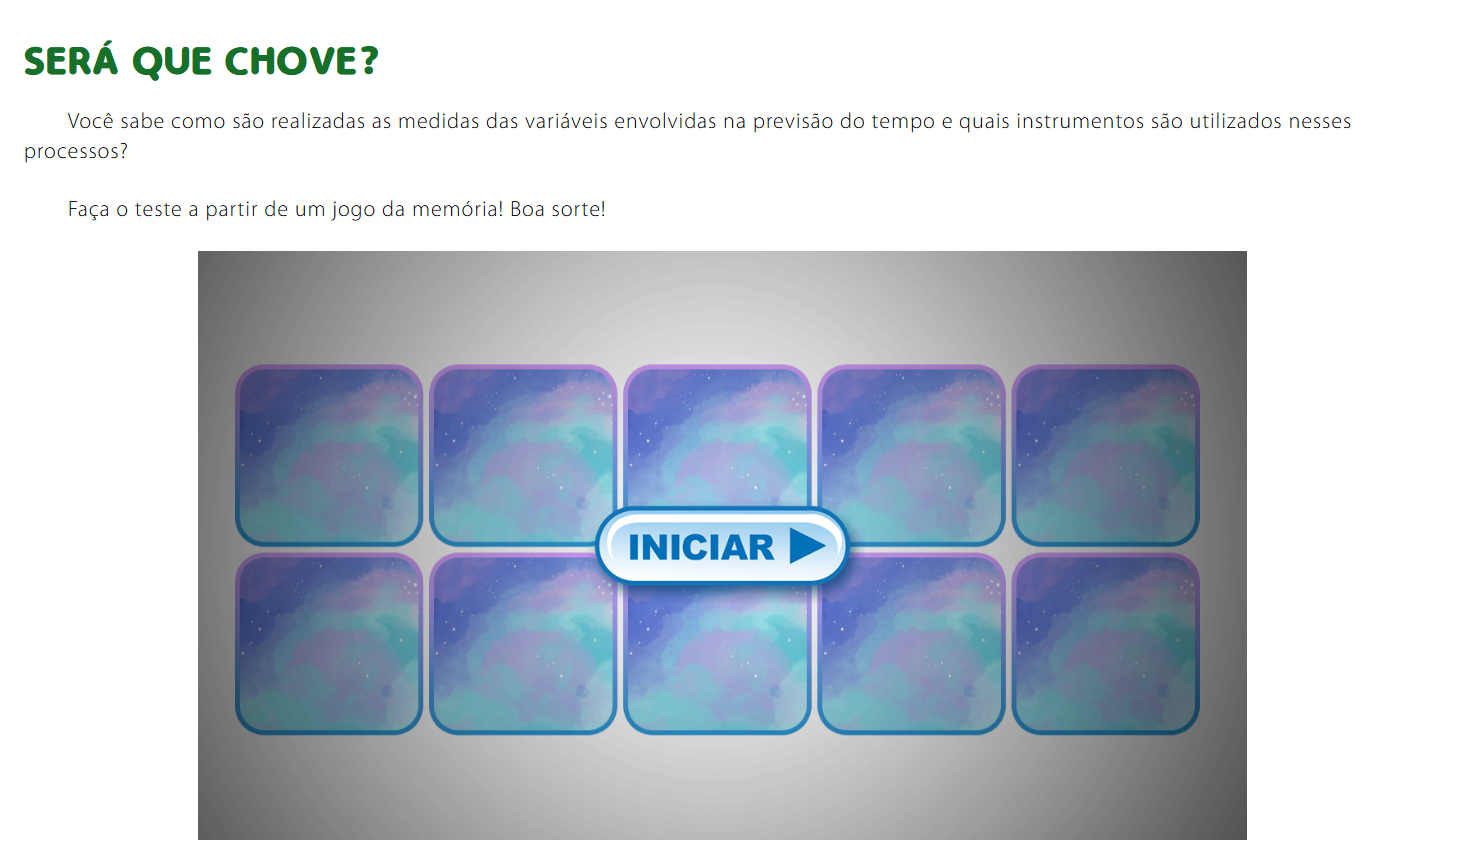 SERÁ QUE CHOVE?
Você sabe como são realizadas as medidas das variáveis envolvidas na previsão do tempo e quais instrumentos são utilizados nesses
processos?
Faça o teste a partir de um jogo da memória! Boa sorte!
INICIAR